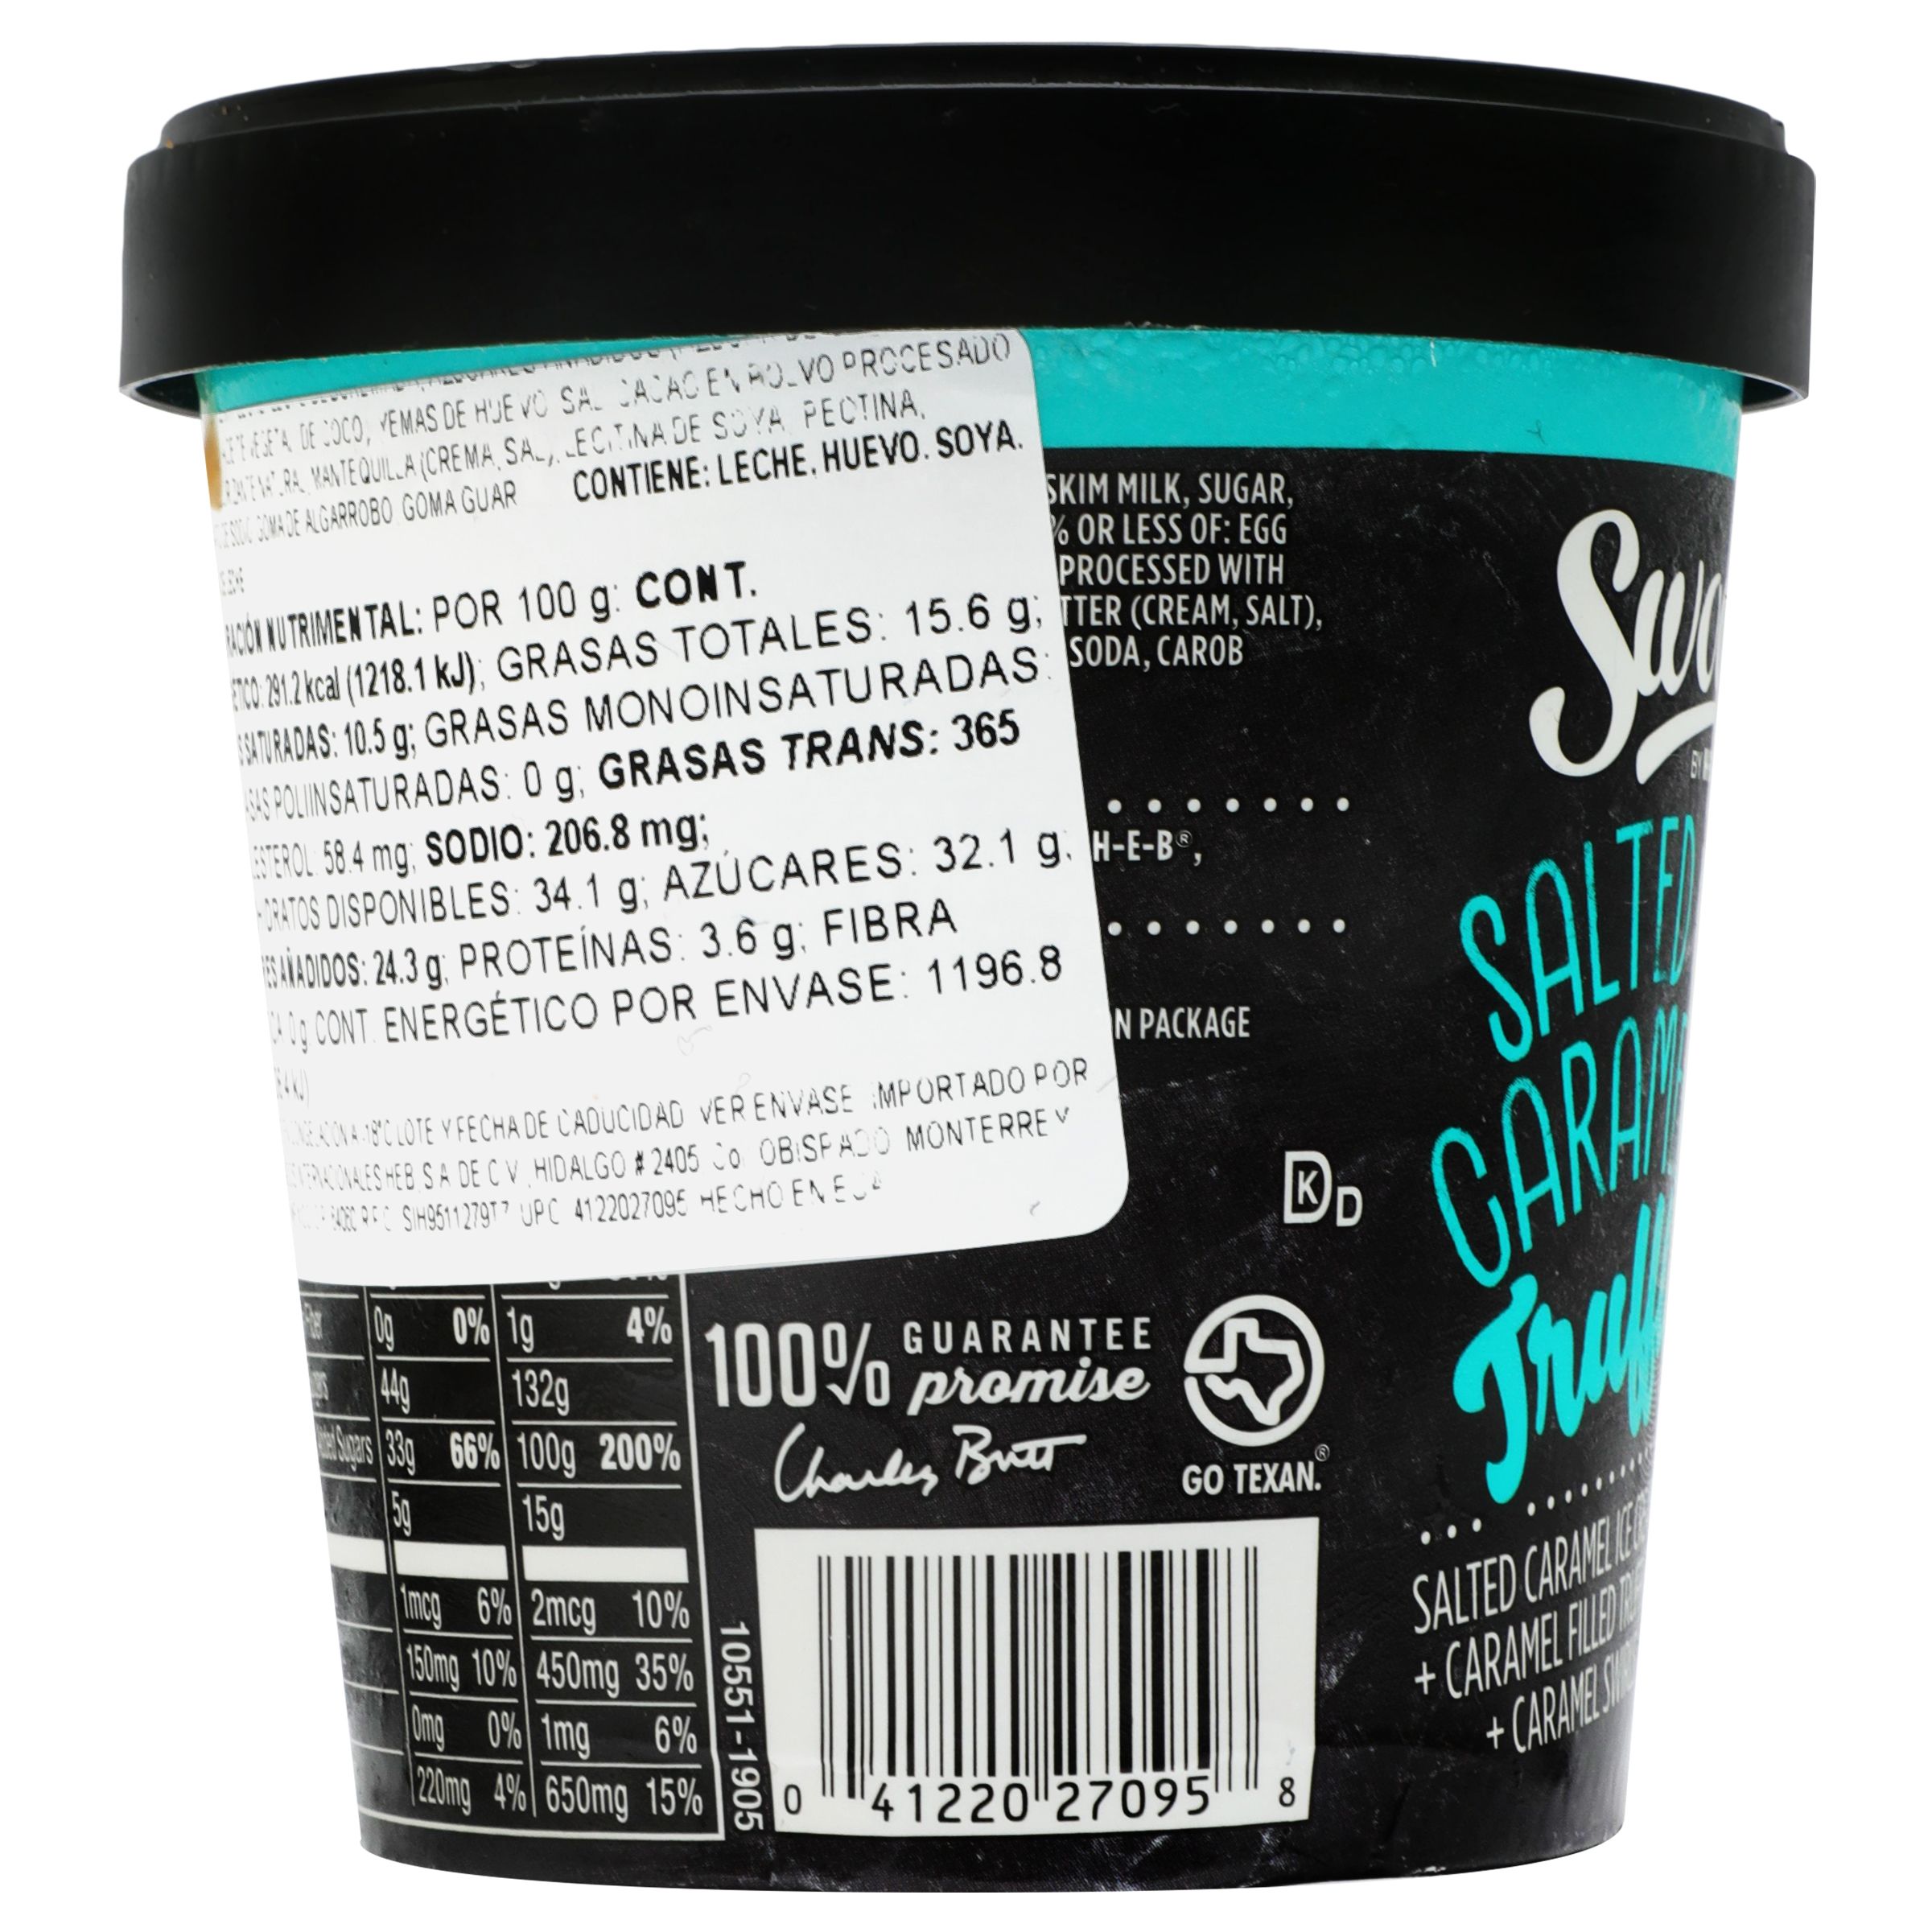 DE COCO, YEMAS DE HUEVO SAL CACAO EN POLVO PROCESADO
MANTEQUILLA (CREMA, SAL), LECITINA DE SOYA PECTINA,
GOMA DE ALGARROBO GOMA GUAR CONTIENE: LECHE, HUEVO. SOYA.
NUTRIMENTAL: POR 100 g: CONT.
291.2 kcal (1218.1 kJ); GRASAS TOTALES: 15.6 g;
SATURADAS: 10.5 g; GRASAS MONOINSATURADAS:
POLIINSATURADAS: 0 g; GRASAS TRANS: 365
58.4 mg; SODIO: 206.8 mg;
DISPONIBLES: 34.1 g; AZÚCARES: 32.1 g.
AÑADIDOS: 24.3 g; PROTEÍNAS: 3.6 g; FIBRA
0 g CONT. ENERGÉTICO POR ENVASE: 1196.8
-18°C LOTE Y FECHA DE CADUCIDAD VER ENVASE IMPORTADO POR
HEB S A DE C V. HIDALGO # 2405 OBISPADO MONTERREY
UPC 4122027095 HECHO EN
SKIM MILK, SUGAR,
% OR LESS OF: EGG
PROCESSED WITH
(CREAM, SALT),
SODA, CAROB
H-E-B®,
PACKAGE
K D
0g 0% 1g 4%
44g 132g
Sugars 33g 66% 100g 200%
5g 15g
1mcg 6% 2mcg 10%
150mg 10% 450mg 35%
0mg 0% 1mg 6%
220mg 4% 650mg 15%
100% GUARANTEE
promise
Charles Butt
GO TEXAN.®
10551-1905
0 41220 27095 8
SALTED
SALTED CARAMEL ICE
+ CARAMEL FILLED
+ CARAMEL